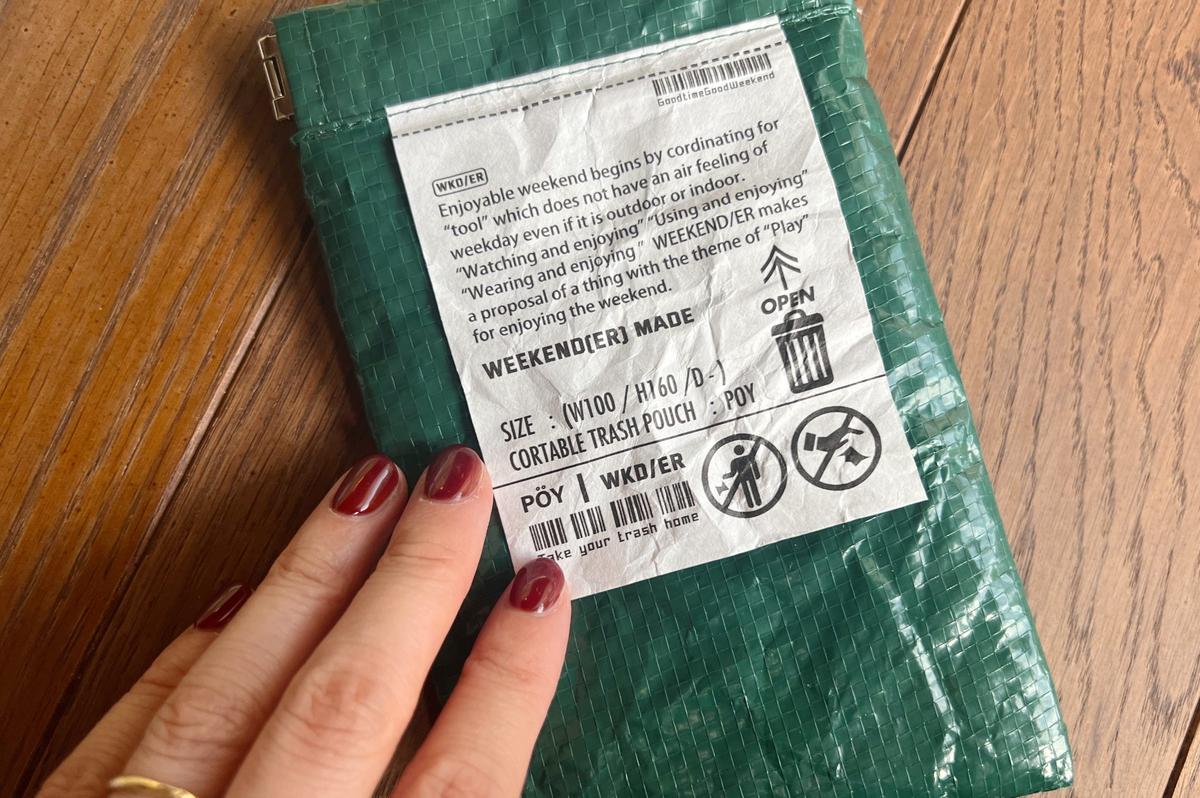 GoodtimeGoodWeekend
WKD/ER
Enjoyable weekend begins by cordinating for
"tool" which does not have an air feeling of
weekday even if it is outdoor or indoor.
"Watching and enjoying" "Using and enjoying"
"Wearing and enjoying" WEEKEND/ER makes
a proposal of a thing with the theme of "Play"
for enjoying the weekend.
OPEN
WEEKEND(ER) MADE
SIZE : (W100 / H160 /D - )
CORTABLE TRASH POUCH : POY
PÖY | WKD/ER
Take your trash home